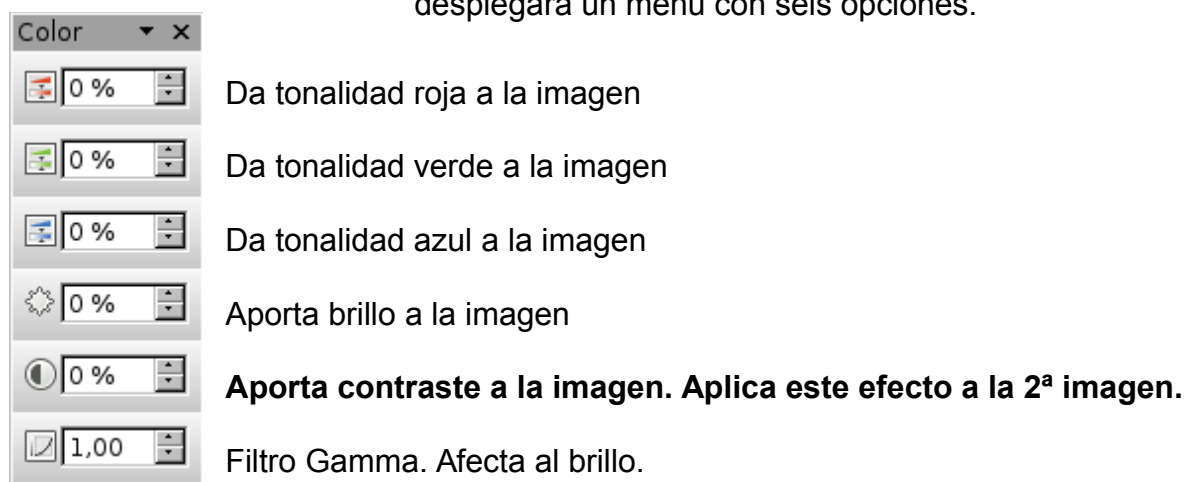 desplegará un menú con seis opciones.
Color
0 % Da tonalidad roja a la imagen
0 % Da tonalidad verde a la imagen
0 % Da tonalidad azul a la imagen
0 % Aporta brillo a la imagen
0 % Aporta contraste a la imagen. Aplica este efecto a la 2ª imagen.
1,00 Filtro Gamma. Afecta al brillo.